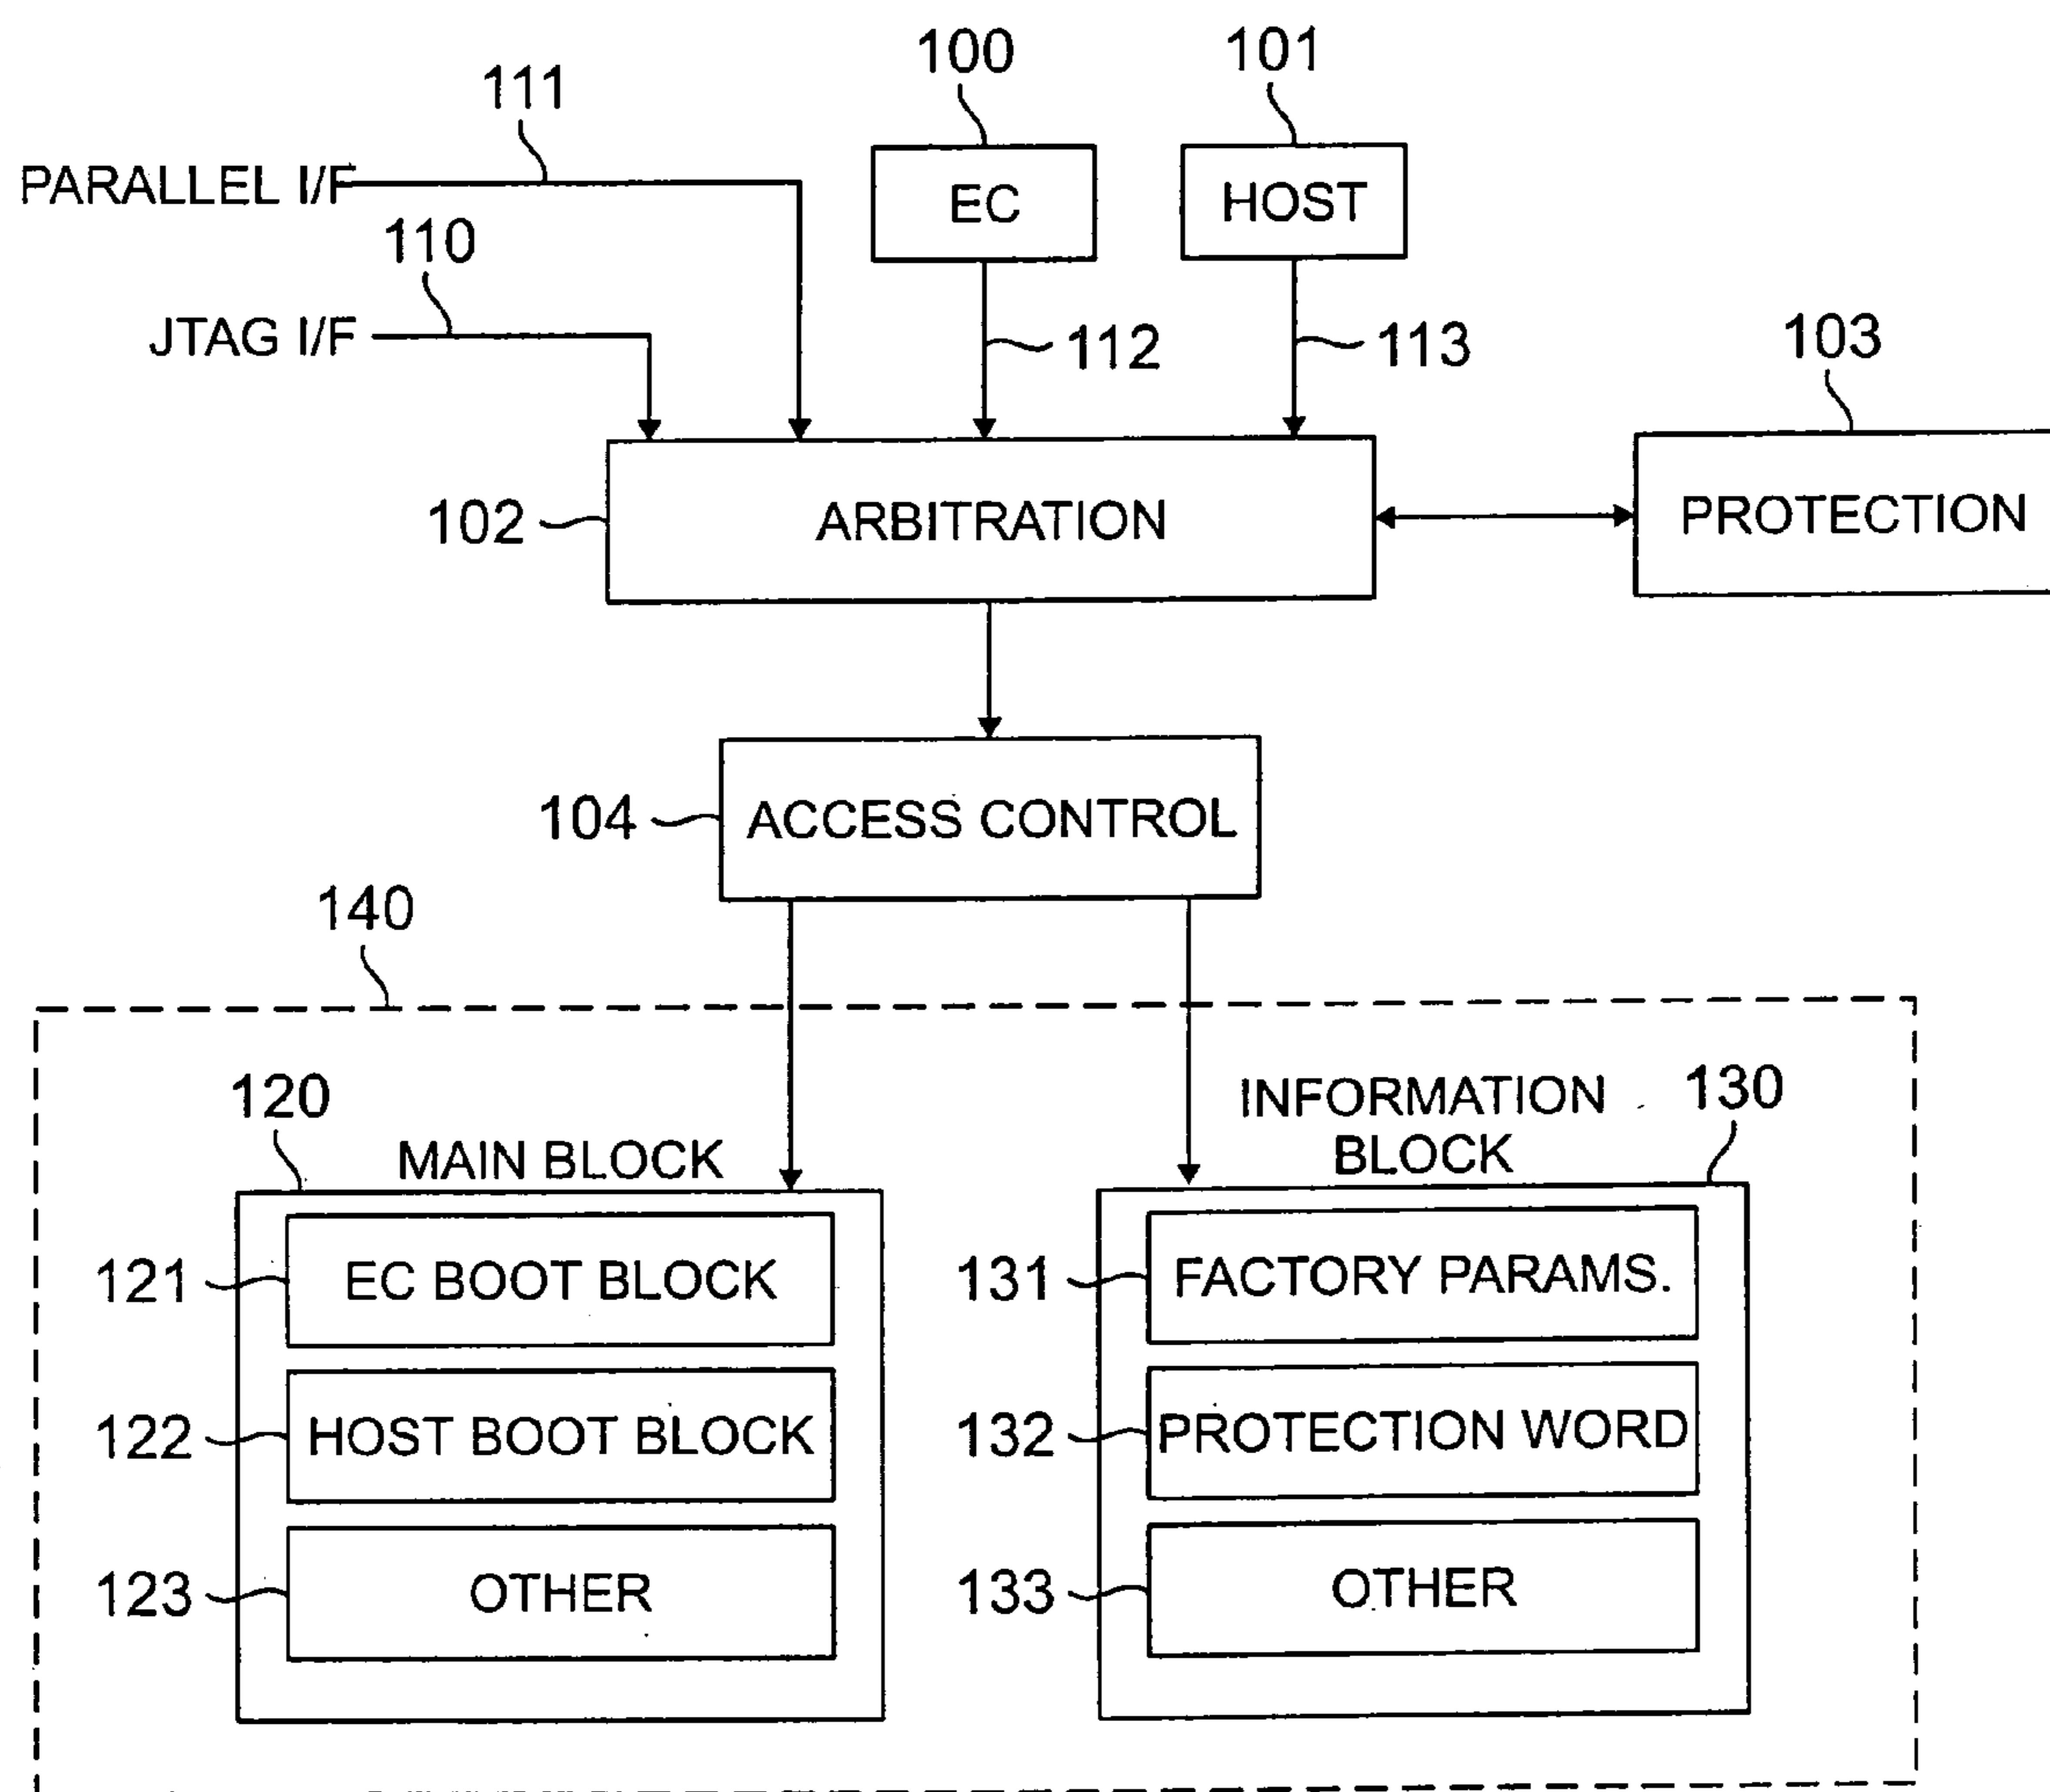 100
101
111
PARALLEL I/F
EC
HOST
110
JTAG I/F
112
113
103
102
ARBITRATION
PROTECTION
104
ACCESS CONTROL
140
120
MAIN BLOCK
INFORMATION
BLOCK
130
121
EC BOOT BLOCK
131
FACTORY PARAMS.
122
HOST BOOT BLOCK
132
PROTECTION WORD
123
OTHER
133
OTHER